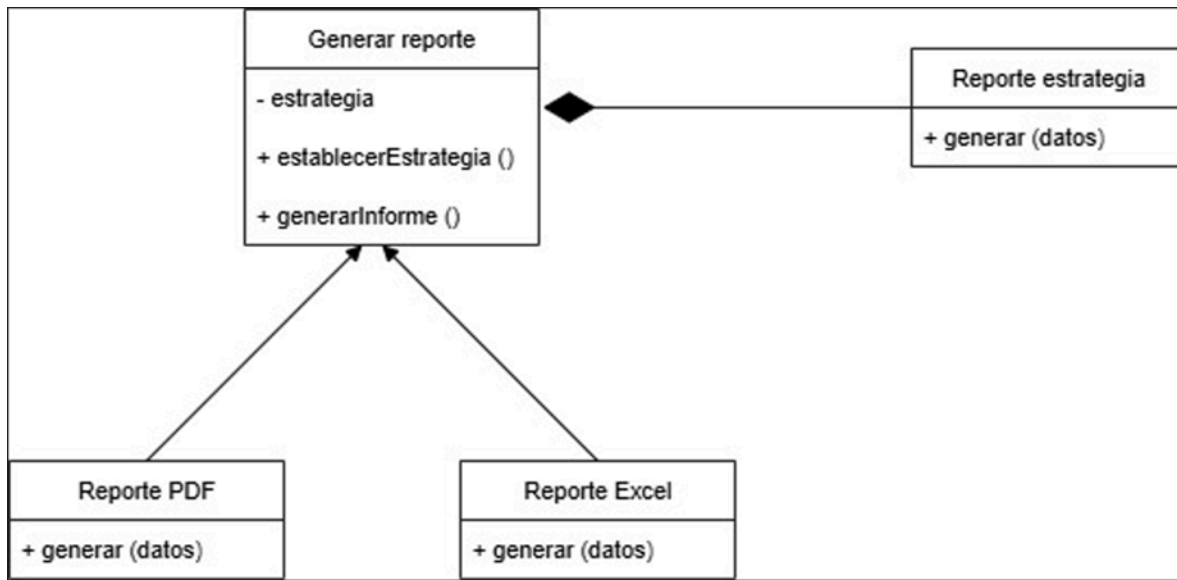 Generar reporte
- estrategia
+ establecerEstrategia ()
+ generarInforme ()
Reporte estrategia
+ generar (datos)
Reporte PDF
+ generar (datos)
Reporte Excel
+ generar (datos)